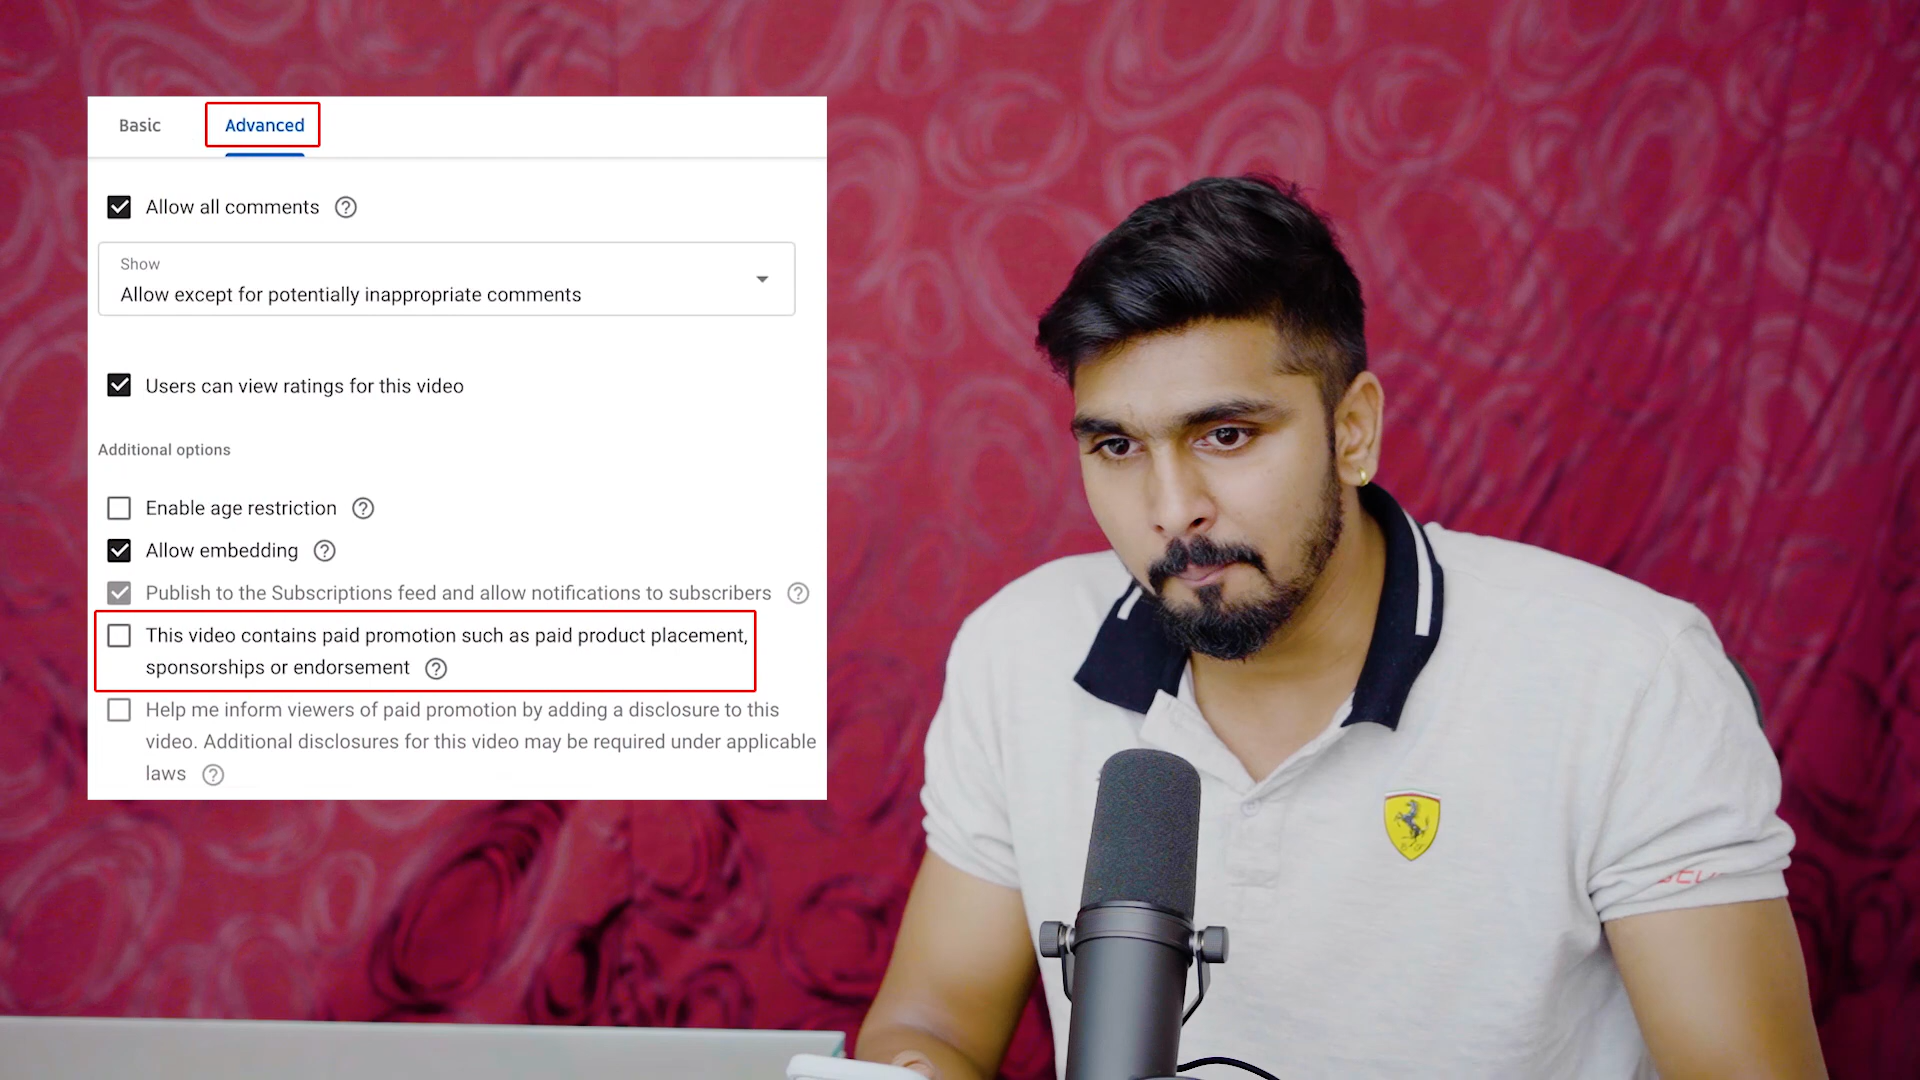 Basic
Advanced
Allow all comments
Show
Allow except for potentially inappropriate comments
Users can view ratings for this video
Additional options
Enable age restriction
Allow embedding
Publish to the Subscriptions feed and allow notifications to subscribers
This video contains paid promotion such as paid product placement,
sponsorships or endorsement
Help me inform viewers of paid promotion by adding a disclosure to this
video. Additional disclosures for this video may be required under applicable
laws